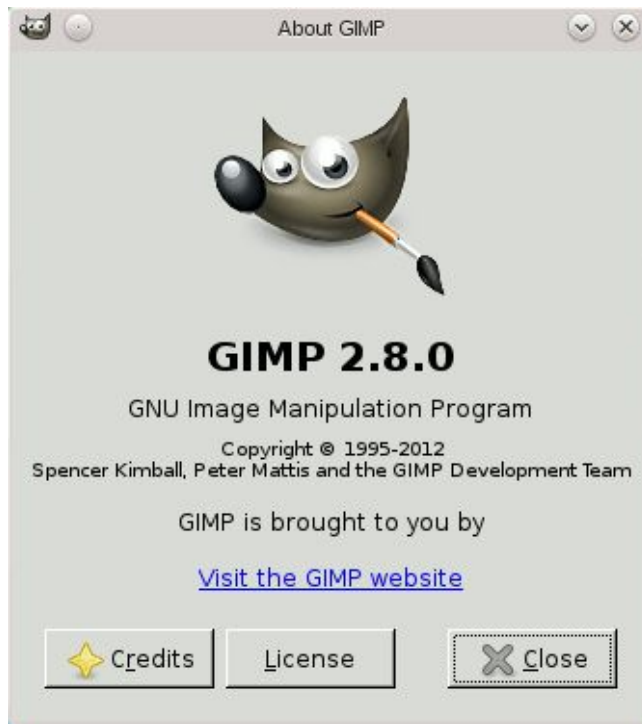 About GIMP
GIMP 2.8.0
GNU Image Manipulation Program
Copyright © 1995-2012
Spencer Kimball, Peter Mattis and the GIMP Development Team
GIMP is brought to you by
Visit the GIMP website
Credits
License
Close